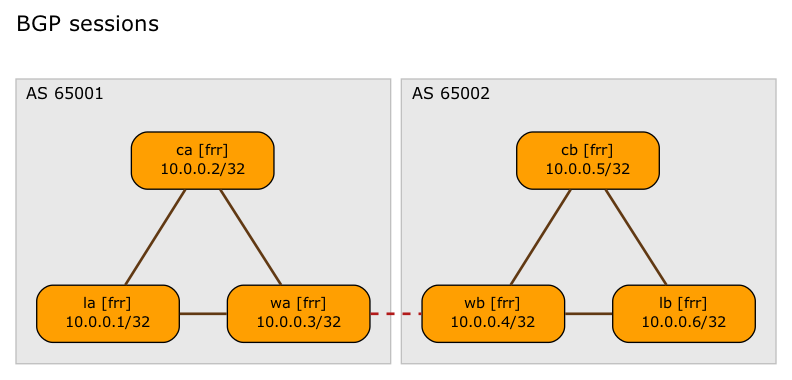 BGP sessions
AS 65001
ca [frr]
10.0.0.2/32
la [frr]
10.0.0.1/32
wa [frr]
10.0.0.3/32
AS 65002
cb [frr]
10.0.0.5/32
wb [frr]
10.0.0.4/32
lb [frr]
10.0.0.6/32